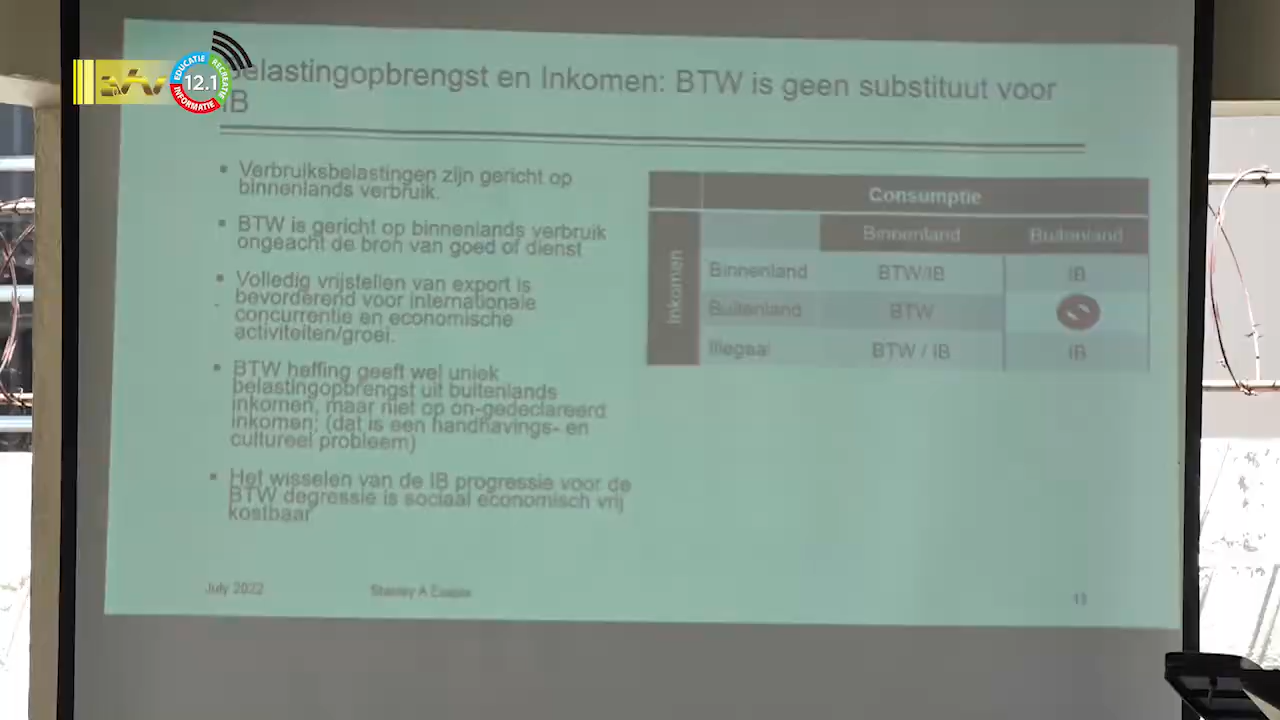 EDUCATIE
RECREATIE
INFORMATIE
12.1
elastingopbrengst en Inkomen: BTW is geen substituut voor
IB
Verbruiksbelastingen zijn gericht op
binnenlands verbruik.
BTW is gericht op binnenlands verbruik
ongeacht de bron van goed of dienst
Volledig vrijstellen van export is
bevorderend voor internationale
concurrentie en economische
activiteiten/groei.
BTW heffing geeft wel uniek
belastingopbrengst uit buitenlands
inkomen, maar niet op on-gedeclareerd
inkomen; (dat is een handhavings- en
cultureel probleem)
Het wisselen van de IB progressie voor de
BTW degressie is sociaal economisch vrij
kostbaar
Consumptie
Binnenland Buitenland
Inkomen
Binnenland BTW/IB IB
Buitenland BTW
Illegaal BTW / IB IB
July 2022 Stanley A